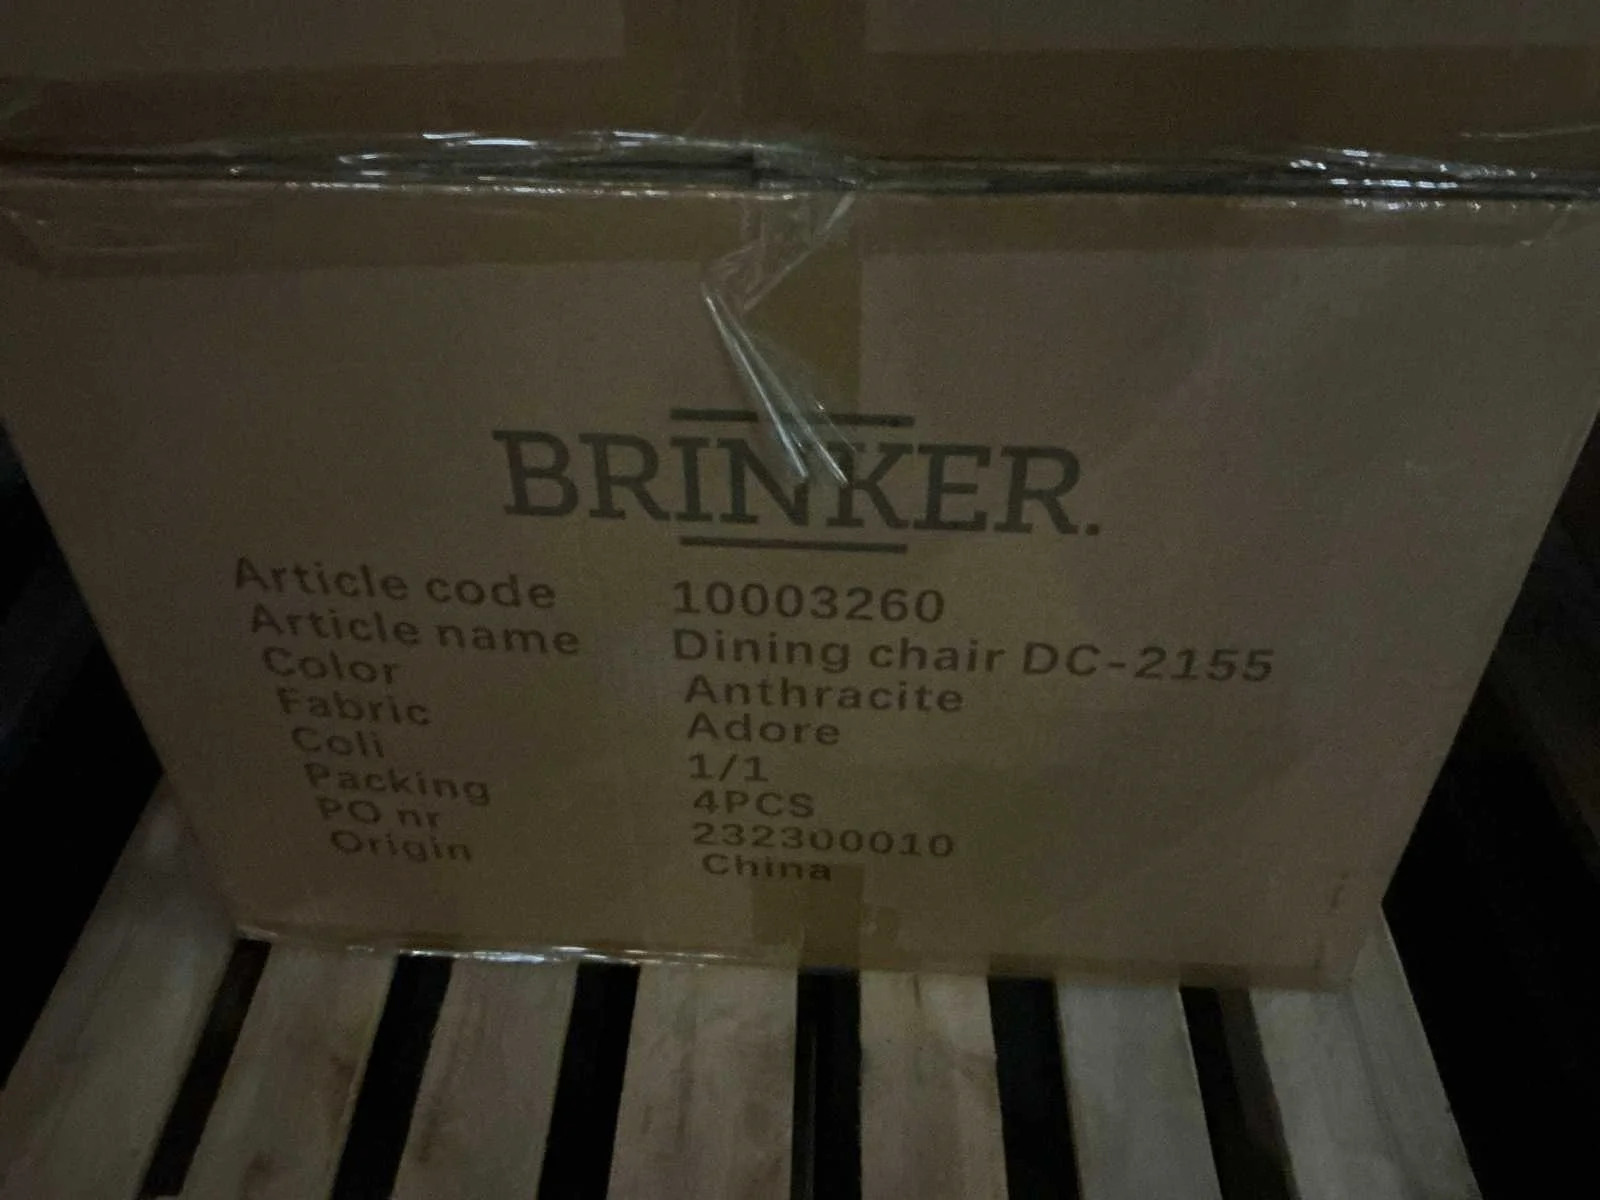 BRINKER.
Article code 10003260
Article name Dining chair DC-2155
Color Anthracite
Fabric Adore
Coli 1/1
Packing 4PCS
PO nr 232300010
Origin China